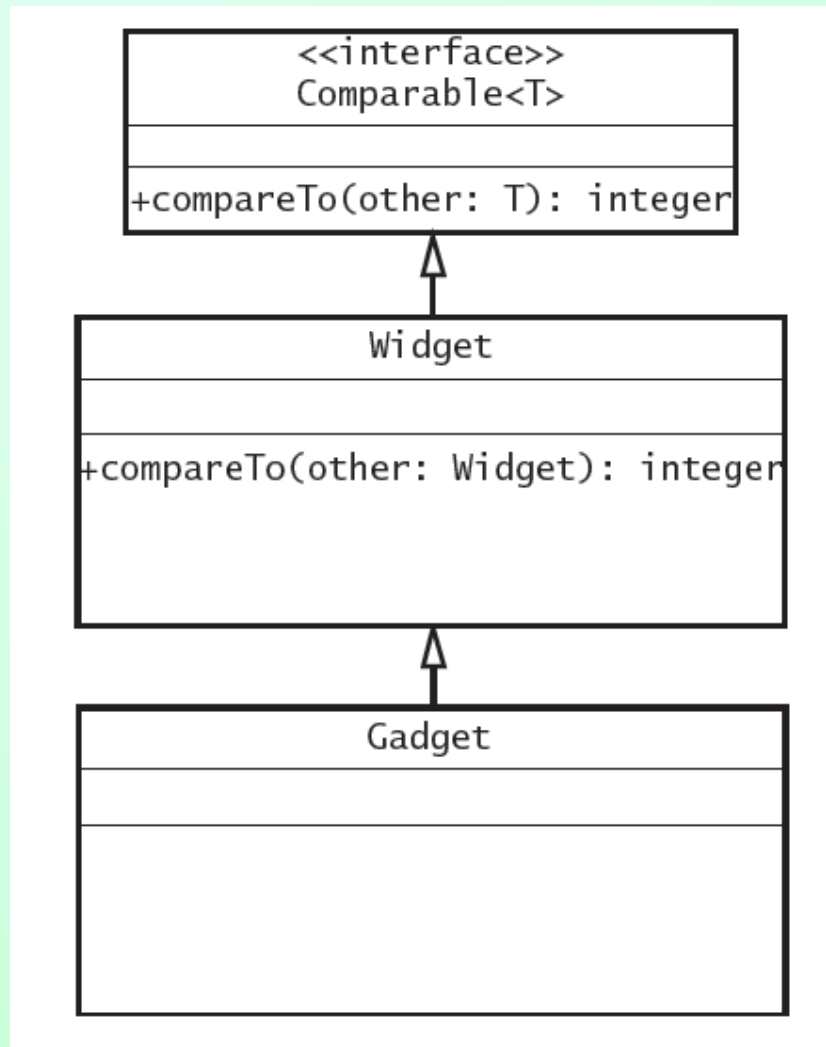 <<interface>>
Comparable<T>
+compareTo(other: T): integer
Widget
+compareTo(other: Widget): integer
Gadget